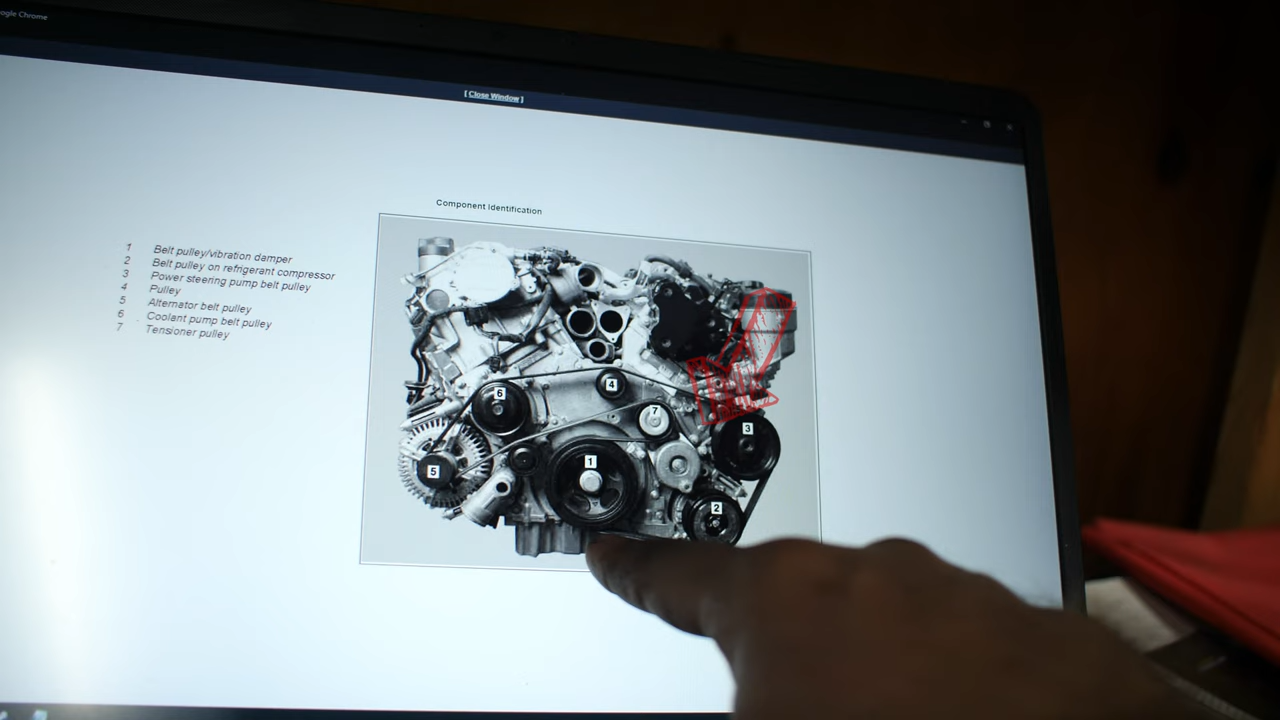 ogle Chrome
[ Close Window ]
Component Identification
1 Belt pulley/vibration damper
2 Belt pulley on refrigerant compressor
3 Power steering pump belt pulley
4 Pulley
5 Alternator belt pulley
6 Coolant pump belt pulley
7 Tensioner pulley
4
6
7
3
5
1
2